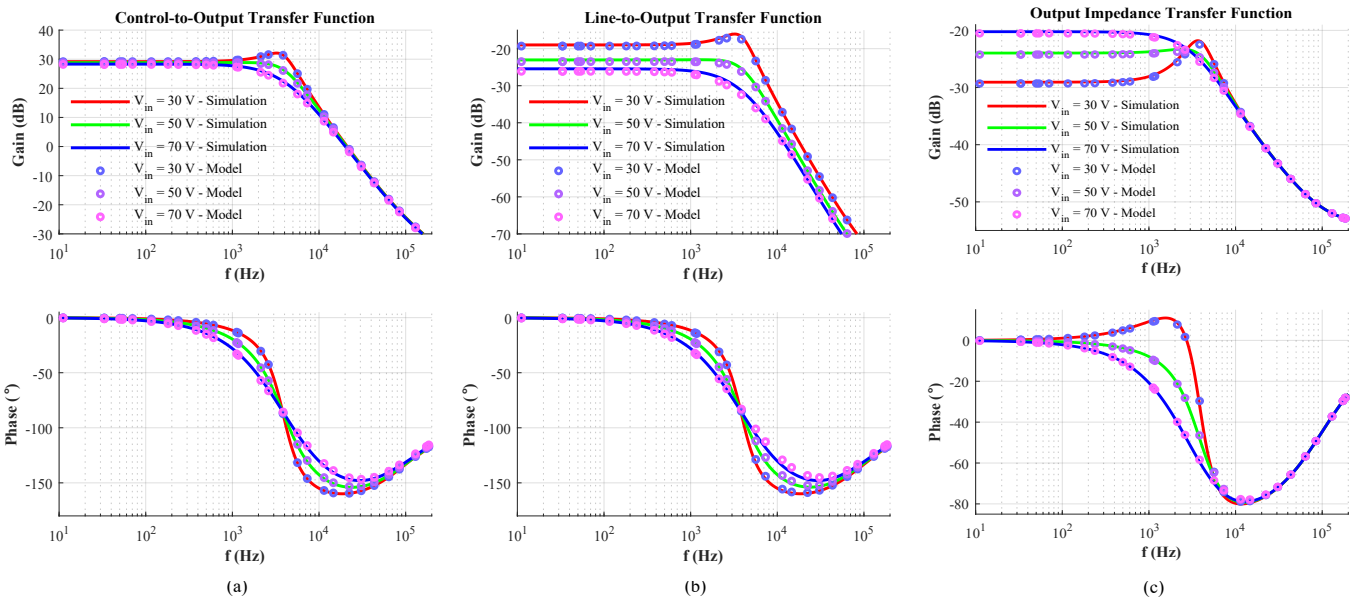 Control-to-Output Transfer Function
40
30
20
10
0
-10
-20
-30
Gain (dB)
V_in = 30 V - Simulation
V_in = 50 V - Simulation
V_in = 70 V - Simulation
V_in = 30 V - Model
V_in = 50 V - Model
V_in = 70 V - Model
10^1 10^2 10^3 10^4 10^5
f (Hz)
0
-50
-100
-150
Phase (°)
10^1 10^2 10^3 10^4 10^5
f (Hz)
(a)
Line-to-Output Transfer Function
-20
-30
-40
-50
-60
-70
Gain (dB)
V_in = 30 V - Simulation
V_in = 50 V - Simulation
V_in = 70 V - Simulation
V_in = 30 V - Model
V_in = 50 V - Model
V_in = 70 V - Model
10^1 10^2 10^3 10^4 10^5
f (Hz)
0
-50
-100
-150
Phase (°)
10^1 10^2 10^3 10^4 10^5
f (Hz)
(b)
Output Impedance Transfer Function
-20
-30
-40
-50
Gain (dB)
V_in = 30 V - Simulation
V_in = 50 V - Simulation
V_in = 70 V - Simulation
V_in = 30 V - Model
V_in = 50 V - Model
V_in = 70 V - Model
10^1 10^2 10^3 10^4 10^5
f (Hz)
0
-20
-40
-60
-80
Phase (°)
10^1 10^2 10^3 10^4 10^5
f (Hz)
(c)